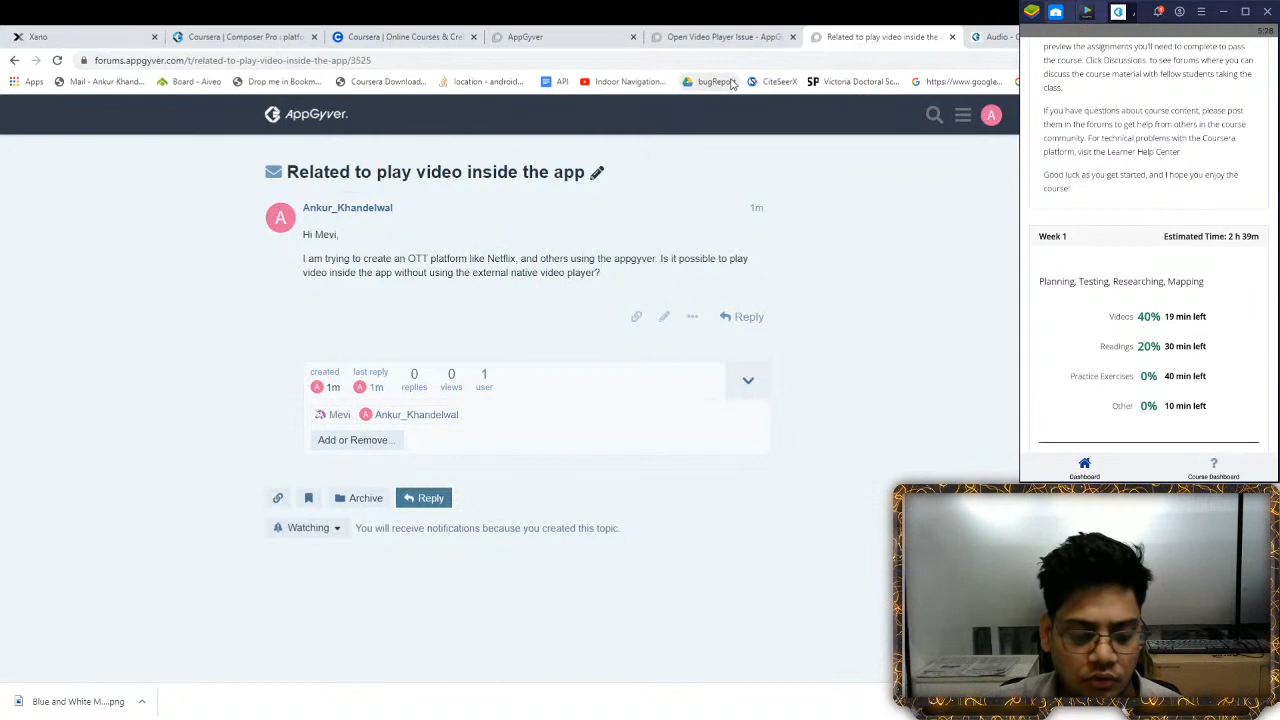 Xano
Coursera | Composer Pro : platf
Coursera | Online Courses & Cre
AppGyver
Open Video Player Issue - AppG
Related to play video inside the
Audio - C
forums.appgyver.com/t/related-to-play-video-inside-the-app/3525
Apps
Mail - Ankur Khand...
Board - Aiveo
Drop me in Bookm...
Coursera Download...
location - android...
API
Indoor Navigation...
bugReport
CiteSeerX
SP Victoria Doctoral Sc...
https://www.google...
AppGyver.
A
Related to play video inside the app
A
Ankur_Khandelwal
1m
Hi Mevi,
I am trying to create an OTT platform like Netflix, and others using the appgyver. Is it possible to play
video inside the app without using the external native video player?
Reply
created
last reply
0
0
1
A 1m
A 1m
replies
views
user
Mevi
A Ankur_Khandelwal
Add or Remove...
Archive
Reply
Watching
You will receive notifications because you created this topic.
Blue and White M....png
5:28
preview the assignments you'll need to complete to pass
the course. Click Discussions to see forums where you can
discuss the course material with fellow students taking the
class.
If you have questions about course content, please post
them in the forums to get help from others in the course
community. For technical problems with the Coursera
platform, visit the Learner Help Center
Good luck as you get started, and I hope you enjoy the
course!
Week 1
Estimated Time: 2 h 39m
Planning, Testing, Researching, Mapping
Videos 40% 19 min left
Readings 20% 30 min left
Practice Exercises 0% 40 min left
Other 0% 10 min left
Dashboard
?
Course Dashboard